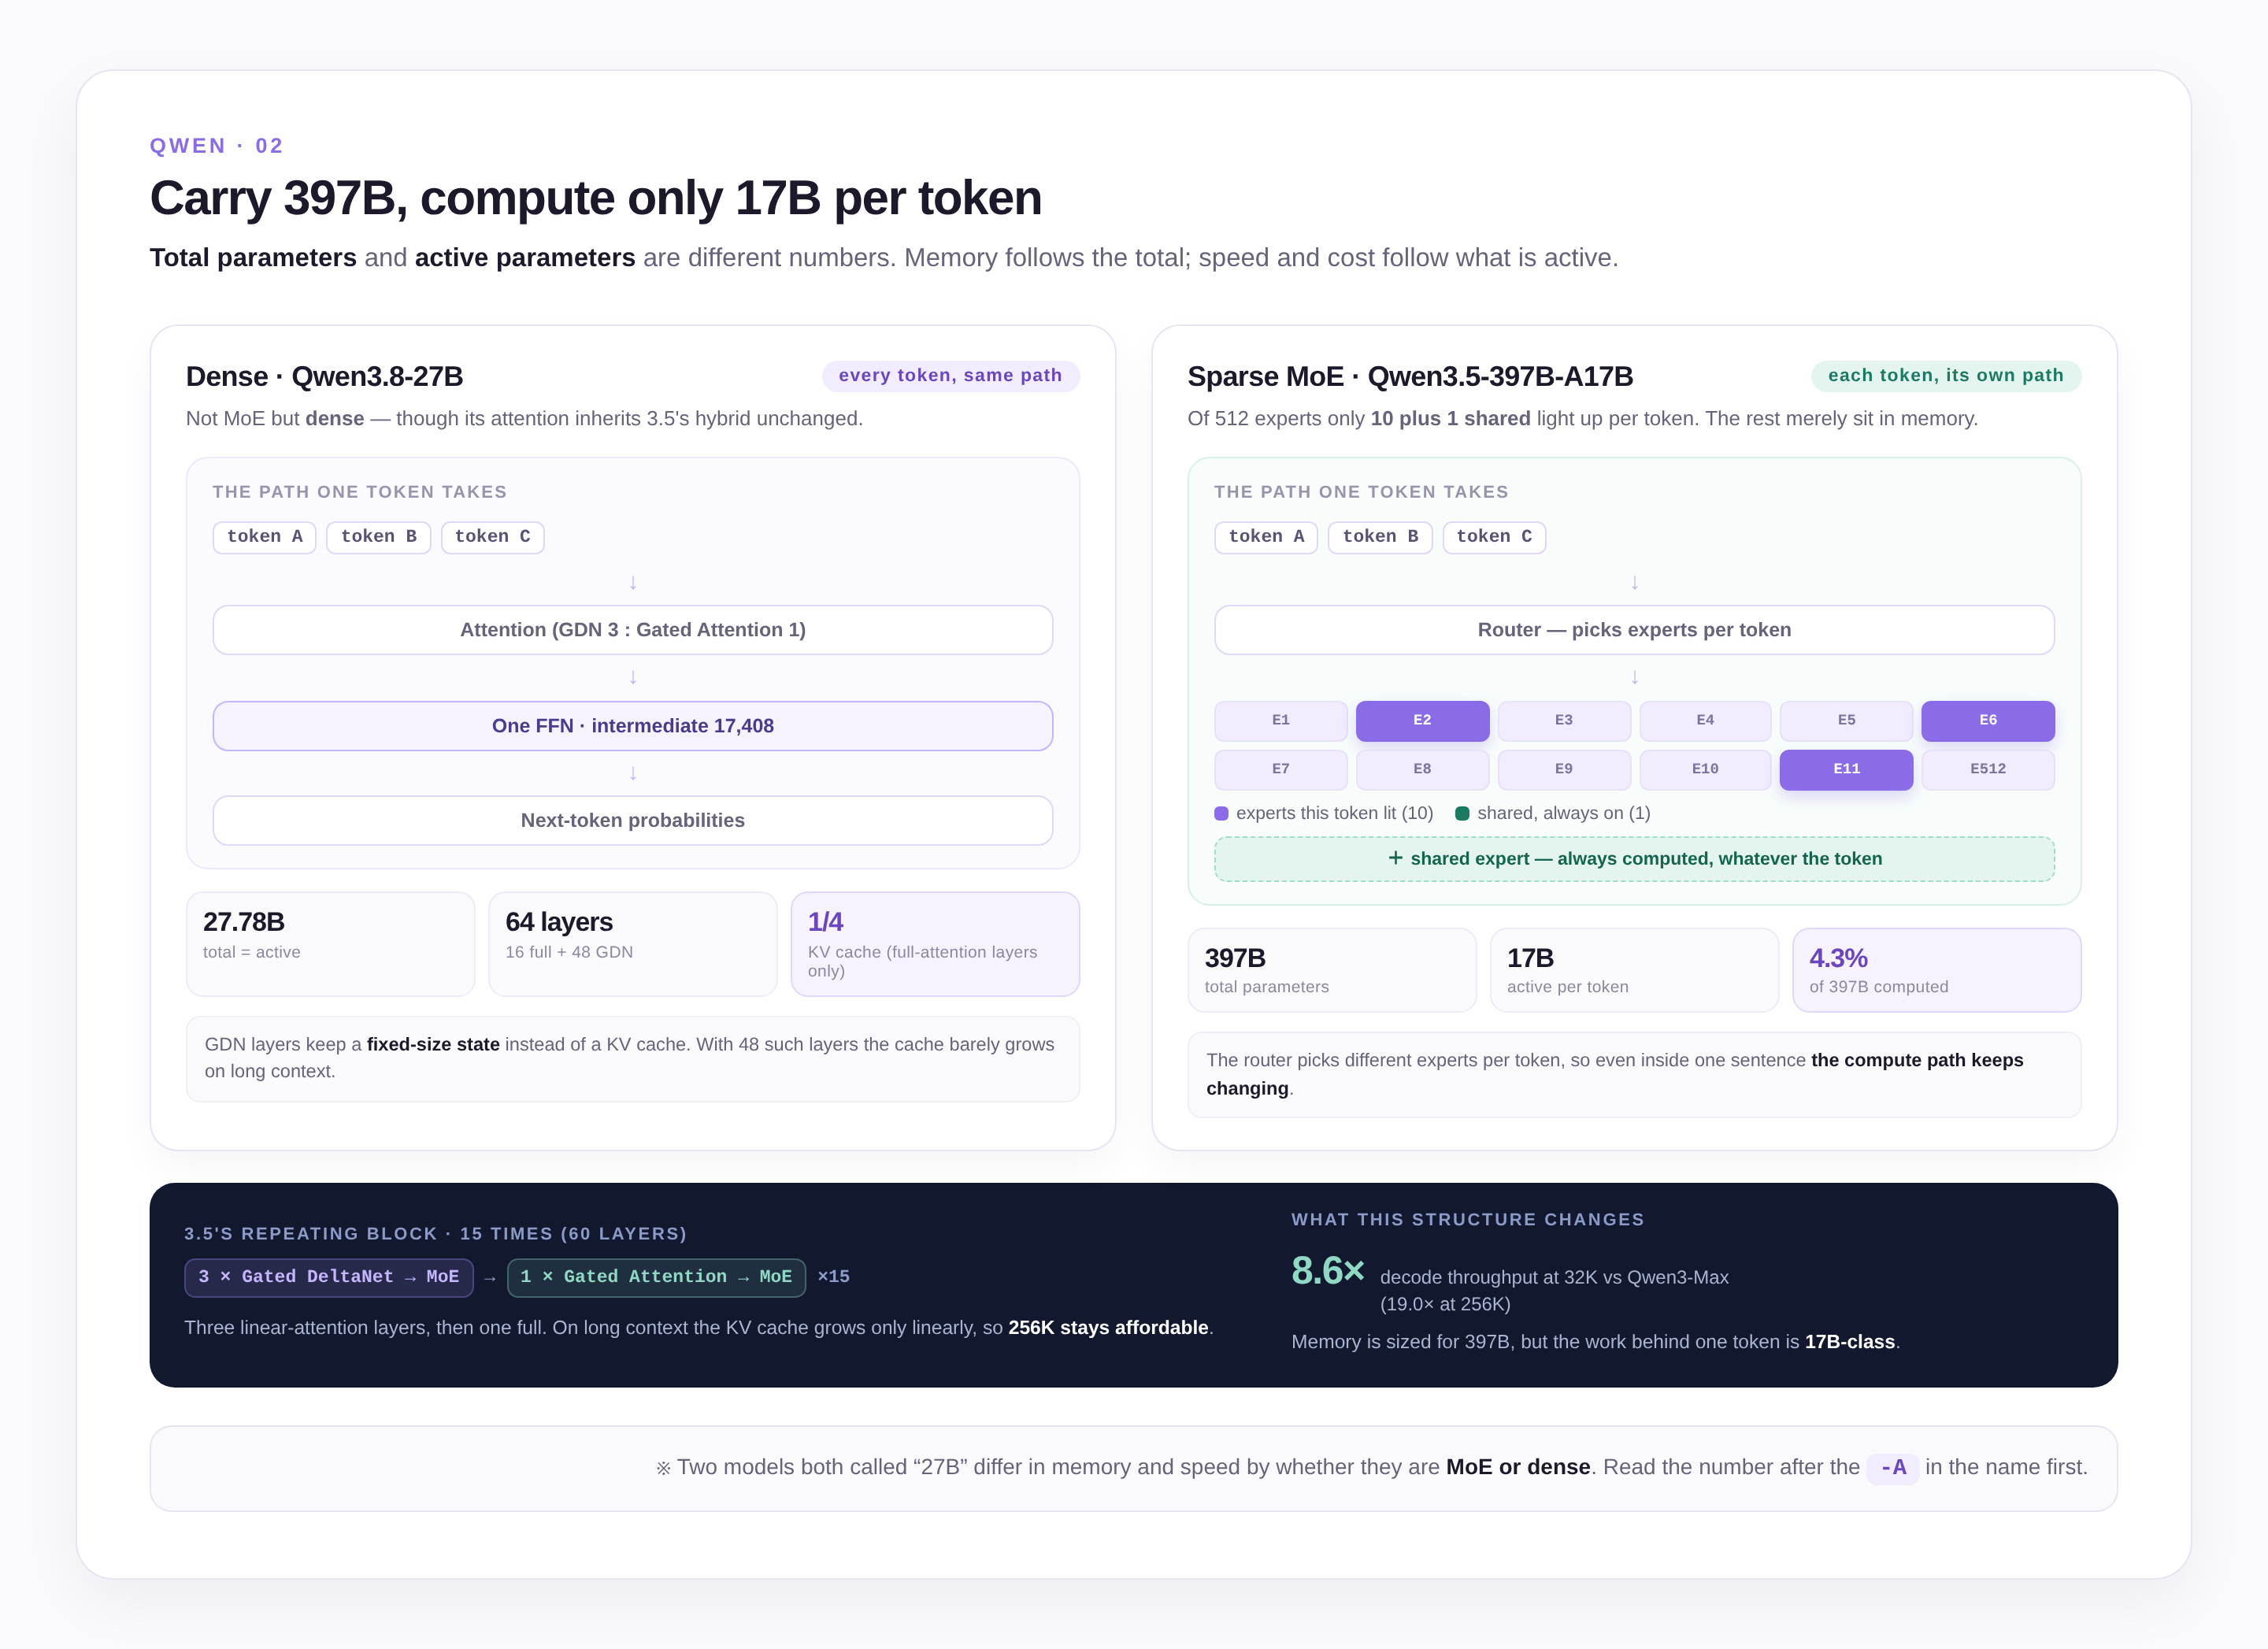 QWEN · 02
Carry 397B, compute only 17B per token
Total parameters and active parameters are different numbers. Memory follows the total; speed and cost follow what is active.
Dense · Qwen3.8-27B
every token, same path
Not MoE but dense — though its attention inherits 3.5's hybrid unchanged.
THE PATH ONE TOKEN TAKES
token A token B token C
↓
Attention (GDN 3 : Gated Attention 1)
↓
One FFN · intermediate 17,408
↓
Next-token probabilities
27.78B
total = active
64 layers
16 full + 48 GDN
1/4
KV cache (full-attention layers
only)
GDN layers keep a fixed-size state instead of a KV cache. With 48 such layers the cache barely grows
on long context.
Sparse MoE · Qwen3.5-397B-A17B
each token, its own path
Of 512 experts only 10 plus 1 shared light up per token. The rest merely sit in memory.
THE PATH ONE TOKEN TAKES
token A token B token C
↓
Router — picks experts per token
↓
E1 E2 E3 E4 E5 E6
E7 E8 E9 E10 E11 E512
experts this token lit (10) shared, always on (1)
+ shared expert — always computed, whatever the token
397B
total parameters
17B
active per token
4.3%
of 397B computed
The router picks different experts per token, so even inside one sentence the compute path keeps
changing.
3.5'S REPEATING BLOCK · 15 TIMES (60 LAYERS)
3 × Gated DeltaNet → MoE → 1 × Gated Attention → MoE ×15
Three linear-attention layers, then one full. On long context the KV cache grows only linearly, so 256K stays affordable.
WHAT THIS STRUCTURE CHANGES
8.6× decode throughput at 32K vs Qwen3-Max
(19.0× at 256K)
Memory is sized for 397B, but the work behind one token is 17B-class.
※ Two models both called “27B” differ in memory and speed by whether they are MoE or dense. Read the number after the -A in the name first.